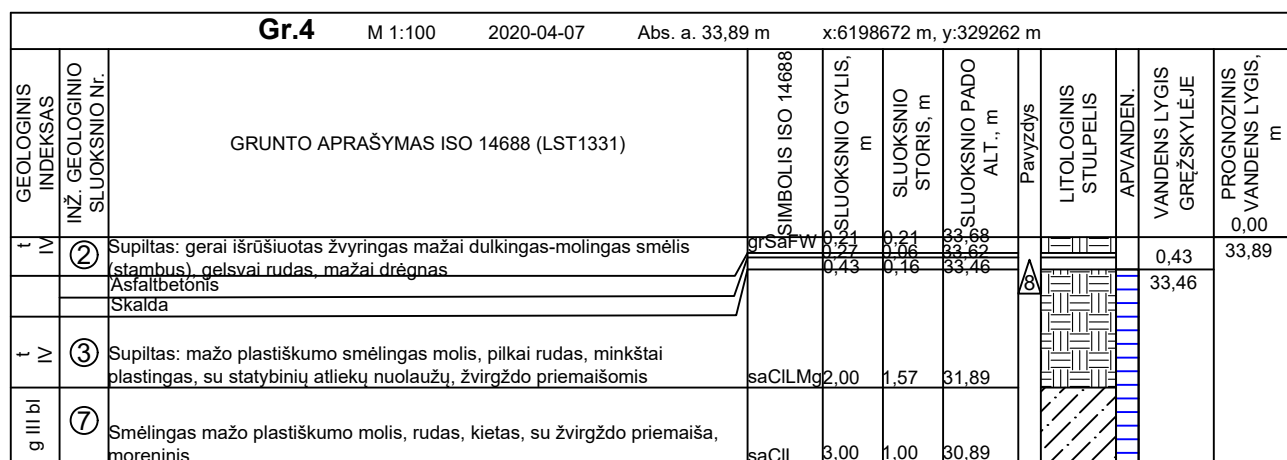 Gr.4 M 1:100 2020-04-07 Abs. a. 33,89 m x:6198672 m, y:329262 m
GEOLOGINIS
INDEKSAS
INŽ. GEOLOGINIO
SLUOKSNIO Nr.
GRUNTO APRAŠYMAS ISO 14688 (LST1331)
SIMBOLIS ISO 14688
SLUOKSNIO GYLIS,
m
SLUOKSNIO
STORIS, m
SLUOKSNIO PADO
ALT., m
Pavyzdys
LITOLOGINIS
STULPELIS
APVANDEN.
VANDENS LYGIS
GRĘŽSKYLĖJE
PROGNOZINIS
VANDENS LYGIS,
m
0,00
33,89
t IV
2
Supiltas: gerai išrūšiuotas žvyringas mažai dulkingas-molingas smėlis
(stambus), gelsvai rudas, mažai drėgnas
grSaFW 0,21 0,21 33,68
Asfaltbetonis
0,27 0,06 33,62
Skalda
0,43 0,16 33,46
8
0,43
33,46
t IV
3
Supiltas: mažo plastiškumo smėlingas molis, pilkai rudas, minkštai
plastingas, su statybinių atliekų nuolaužų, žvirgždo priemaišomis
saClLMg 2,00 1,57 31,89
g III bl
7
Smėlingas mažo plastiškumo molis, rudas, kietas, su žvirgždo priemaiša,
moreninis
saClL 3,00 1,00 30,89